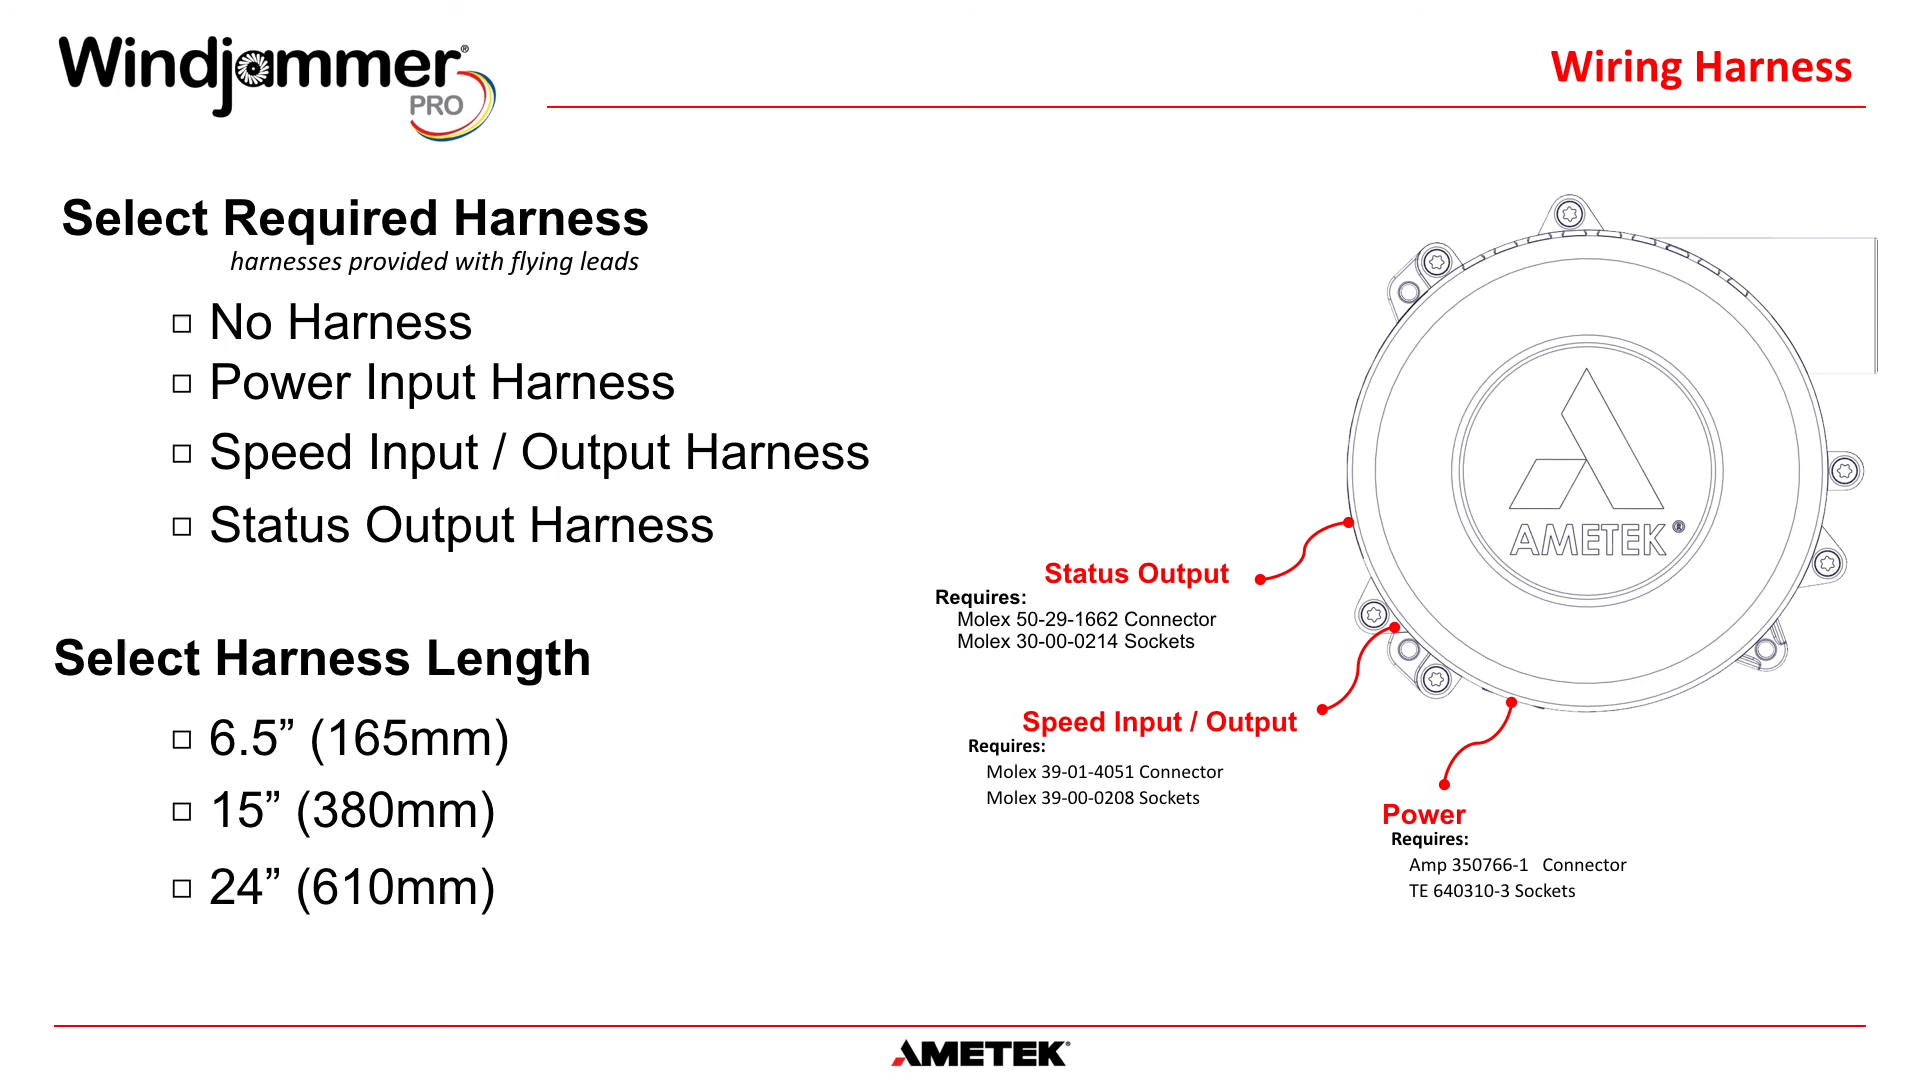 Windjammer®
PRO
Wiring Harness
Select Required Harness
harnesses provided with flying leads
□ No Harness
□ Power Input Harness
□ Speed Input / Output Harness
□ Status Output Harness
Select Harness Length
□ 6.5” (165mm)
□ 15” (380mm)
□ 24” (610mm)
AMETEK®
Status Output
Requires:
Molex 50-29-1662 Connector
Molex 30-00-0214 Sockets
Speed Input / Output
Requires:
Molex 39-01-4051 Connector
Molex 39-00-0208 Sockets
Power
Requires:
Amp 350766-1 Connector
TE 640310-3 Sockets
AMETEK®